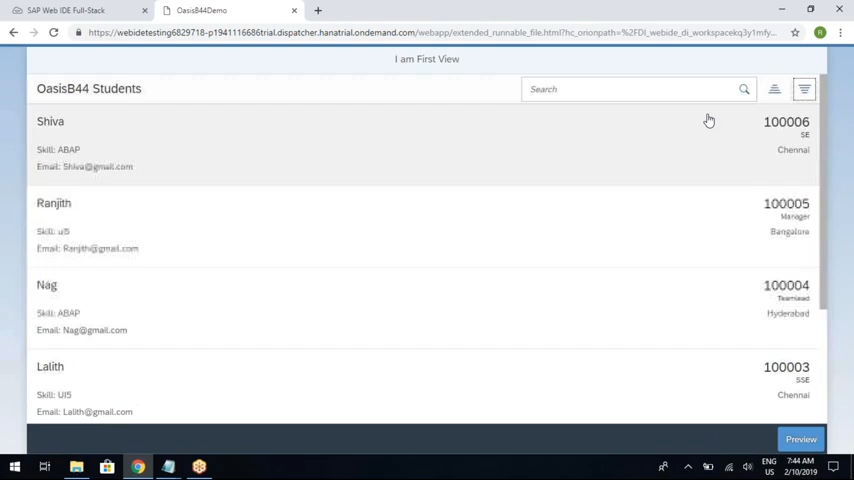 SAP Web IDE Full-Stack
OasisB44Demo
https://webidetesting6829718-p1941116686trial.dispatcher.hanatrial.ondemand.com/webapp/extended_runnable_file.html?hc_orionpath=%2FDI_webide_di_workspacekq3y1mfy...
R
I am First View
OasisB44 Students
Search
Shiva
100006
SE
Skill: ABAP
Chennai
Email: Shiva@gmail.com
Ranjith
100005
Manager
Skill: ui5
Bangalore
Email: Ranjith@gmail.com
Nag
100004
Teamlead
Skill: ABAP
Hyderabad
Email: Nag@gmail.com
Lalith
100003
SSE
Skill: UI5
Chennai
Email: Lalith@gmail.com
Preview
ENG
US
7:44 AM
2/10/2019